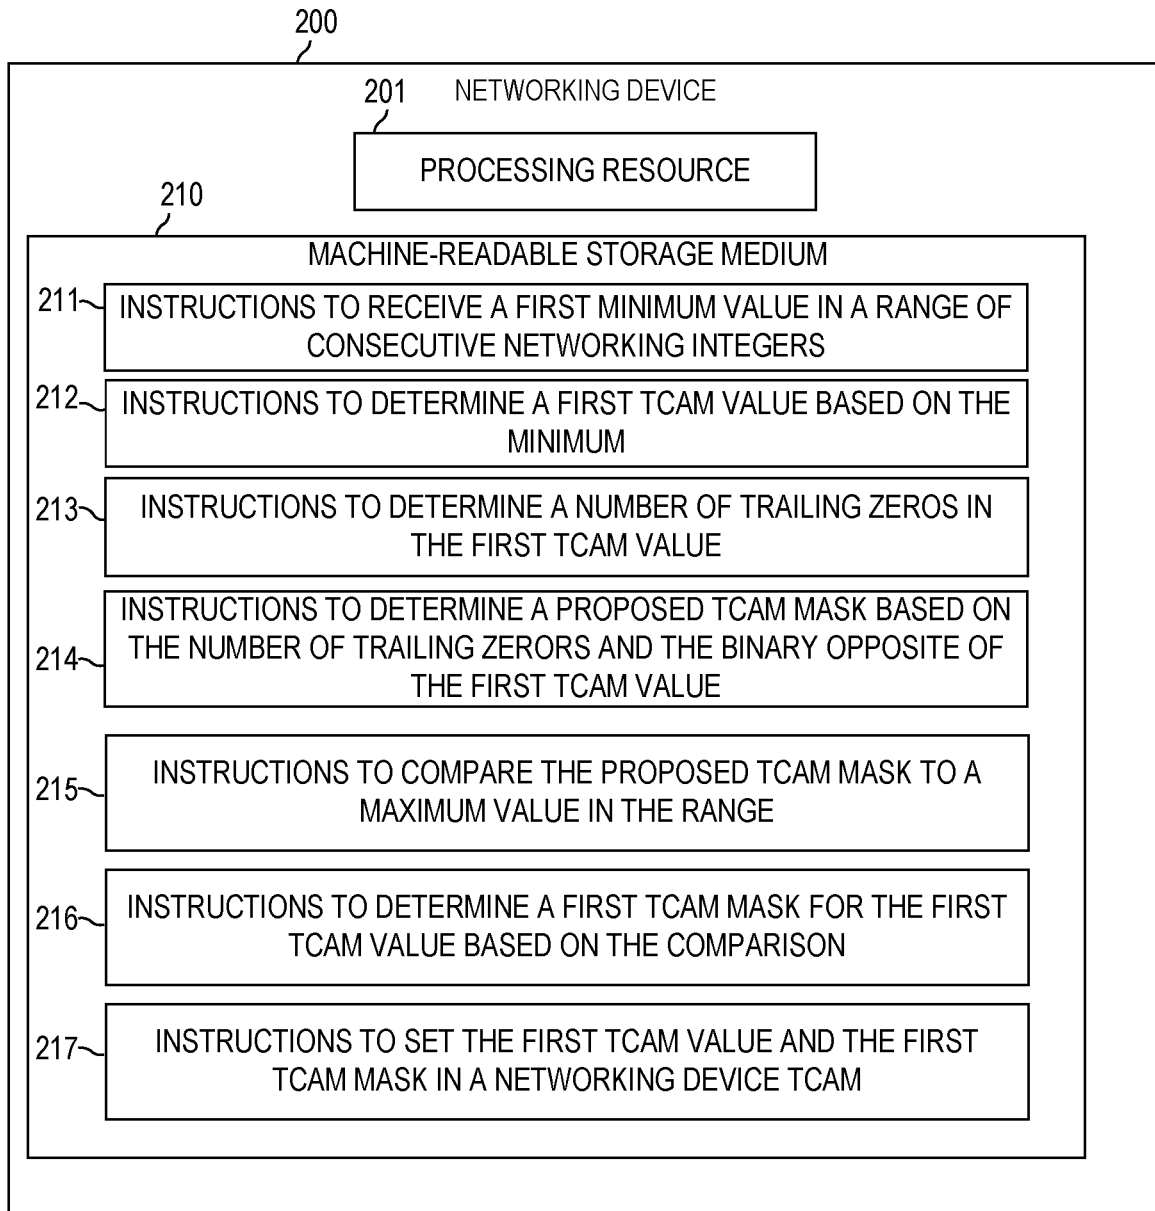 200
NETWORKING DEVICE
201
PROCESSING RESOURCE
210
MACHINE-READABLE STORAGE MEDIUM
211
INSTRUCTIONS TO RECEIVE A FIRST MINIMUM VALUE IN A RANGE OF
CONSECUTIVE NETWORKING INTEGERS
212
INSTRUCTIONS TO DETERMINE A FIRST TCAM VALUE BASED ON THE
MINIMUM
213
INSTRUCTIONS TO DETERMINE A NUMBER OF TRAILING ZEROS IN
THE FIRST TCAM VALUE
214
INSTRUCTIONS TO DETERMINE A PROPOSED TCAM MASK BASED ON
THE NUMBER OF TRAILING ZERORS AND THE BINARY OPPOSITE OF
THE FIRST TCAM VALUE
215
INSTRUCTIONS TO COMPARE THE PROPOSED TCAM MASK TO A
MAXIMUM VALUE IN THE RANGE
216
INSTRUCTIONS TO DETERMINE A FIRST TCAM MASK FOR THE FIRST
TCAM VALUE BASED ON THE COMPARISON
217
INSTRUCTIONS TO SET THE FIRST TCAM VALUE AND THE FIRST
TCAM MASK IN A NETWORKING DEVICE TCAM